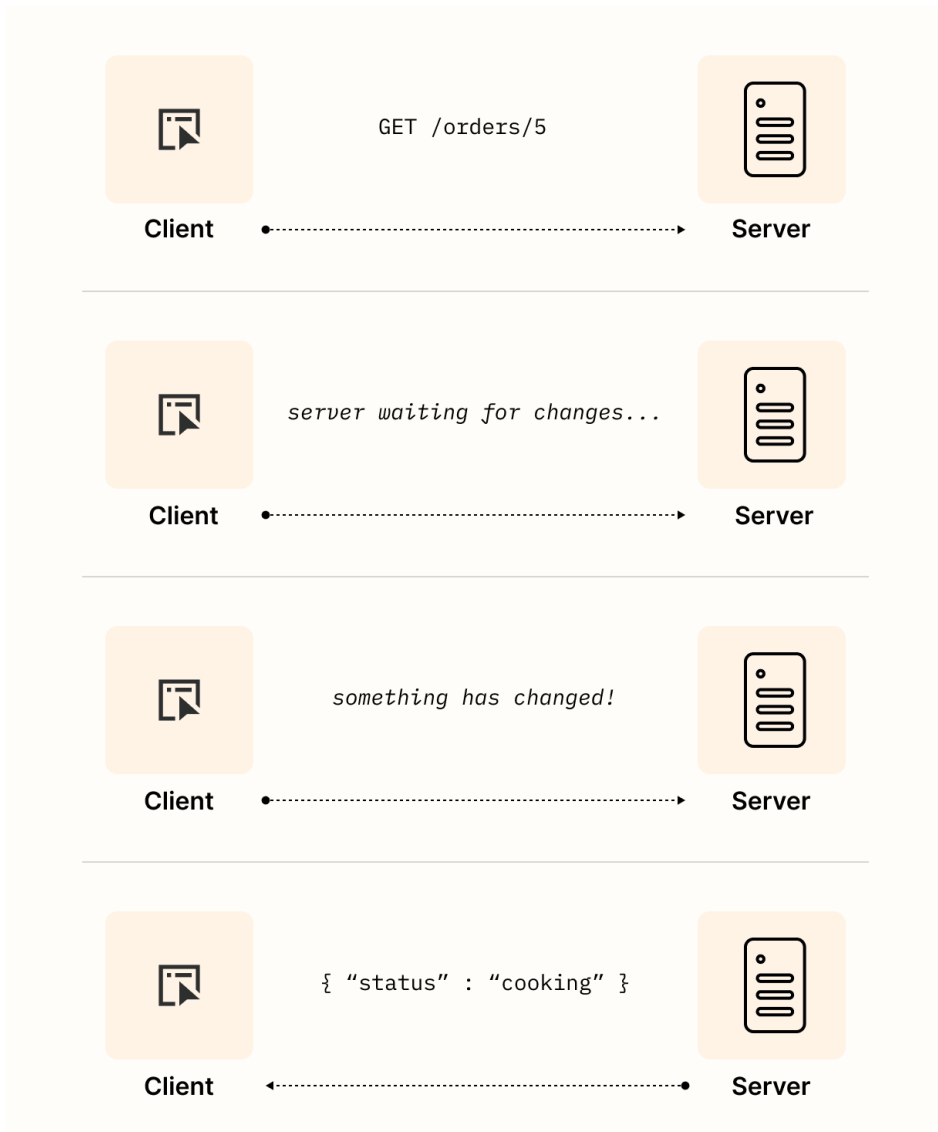 GET /orders/5
Client
Server
server waiting for changes...
Client
Server
something has changed!
Client
Server
{ “status” : “cooking” }
Client
Server